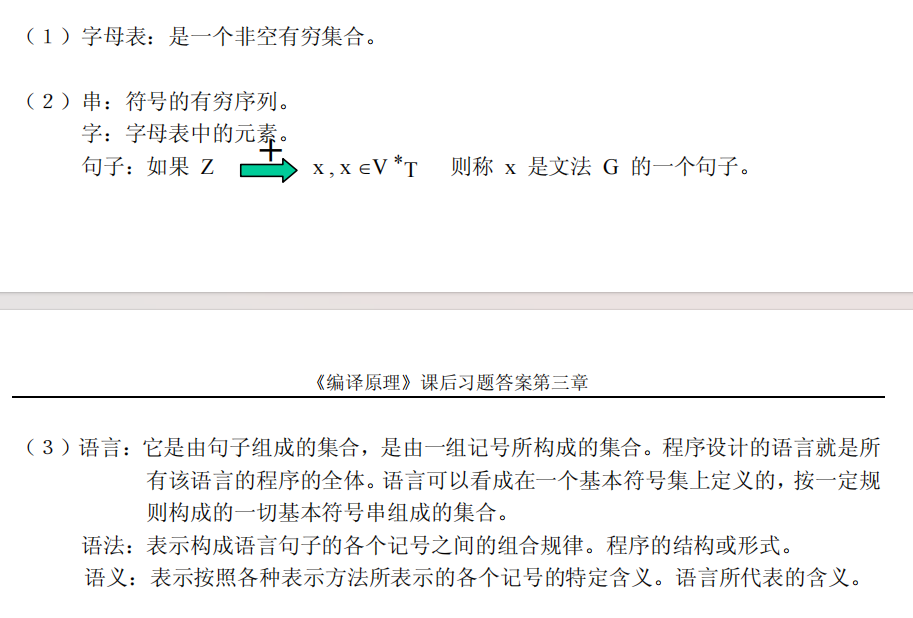 （１）字母表：是一个非空有穷集合。
（２）串：符号的有穷序列。
字：字母表中的元素。
+
句子：如果 Z x , x ∈V *T 则称 x 是文法 G 的一个句子。
《编译原理》课后习题答案第三章
（３）语言：它是由句子组成的集合，是由一组记号所构成的集合。程序设计的语言就是所
有该语言的程序的全体。语言可以看成在一个基本符号集上定义的，按一定规
则构成的一切基本符号串组成的集合。
语法：表示构成语言句子的各个记号之间的组合规律。程序的结构或形式。
语义：表示按照各种表示方法所表示的各个记号的特定含义。语言所代表的含义。